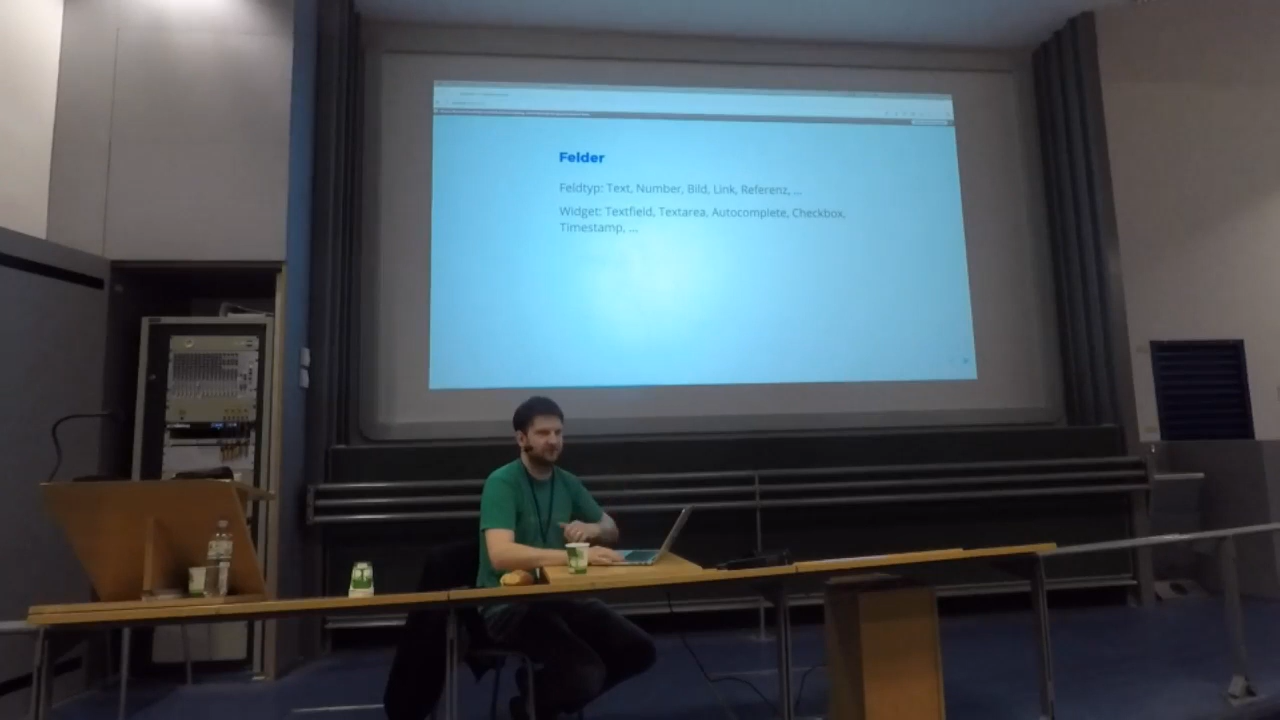 Felder
Feldtyp: Text, Number, Bild, Link, Referenz, ...
Widget: Textfield, Textarea, Autocomplete, Checkbox,
Timestamp, ...